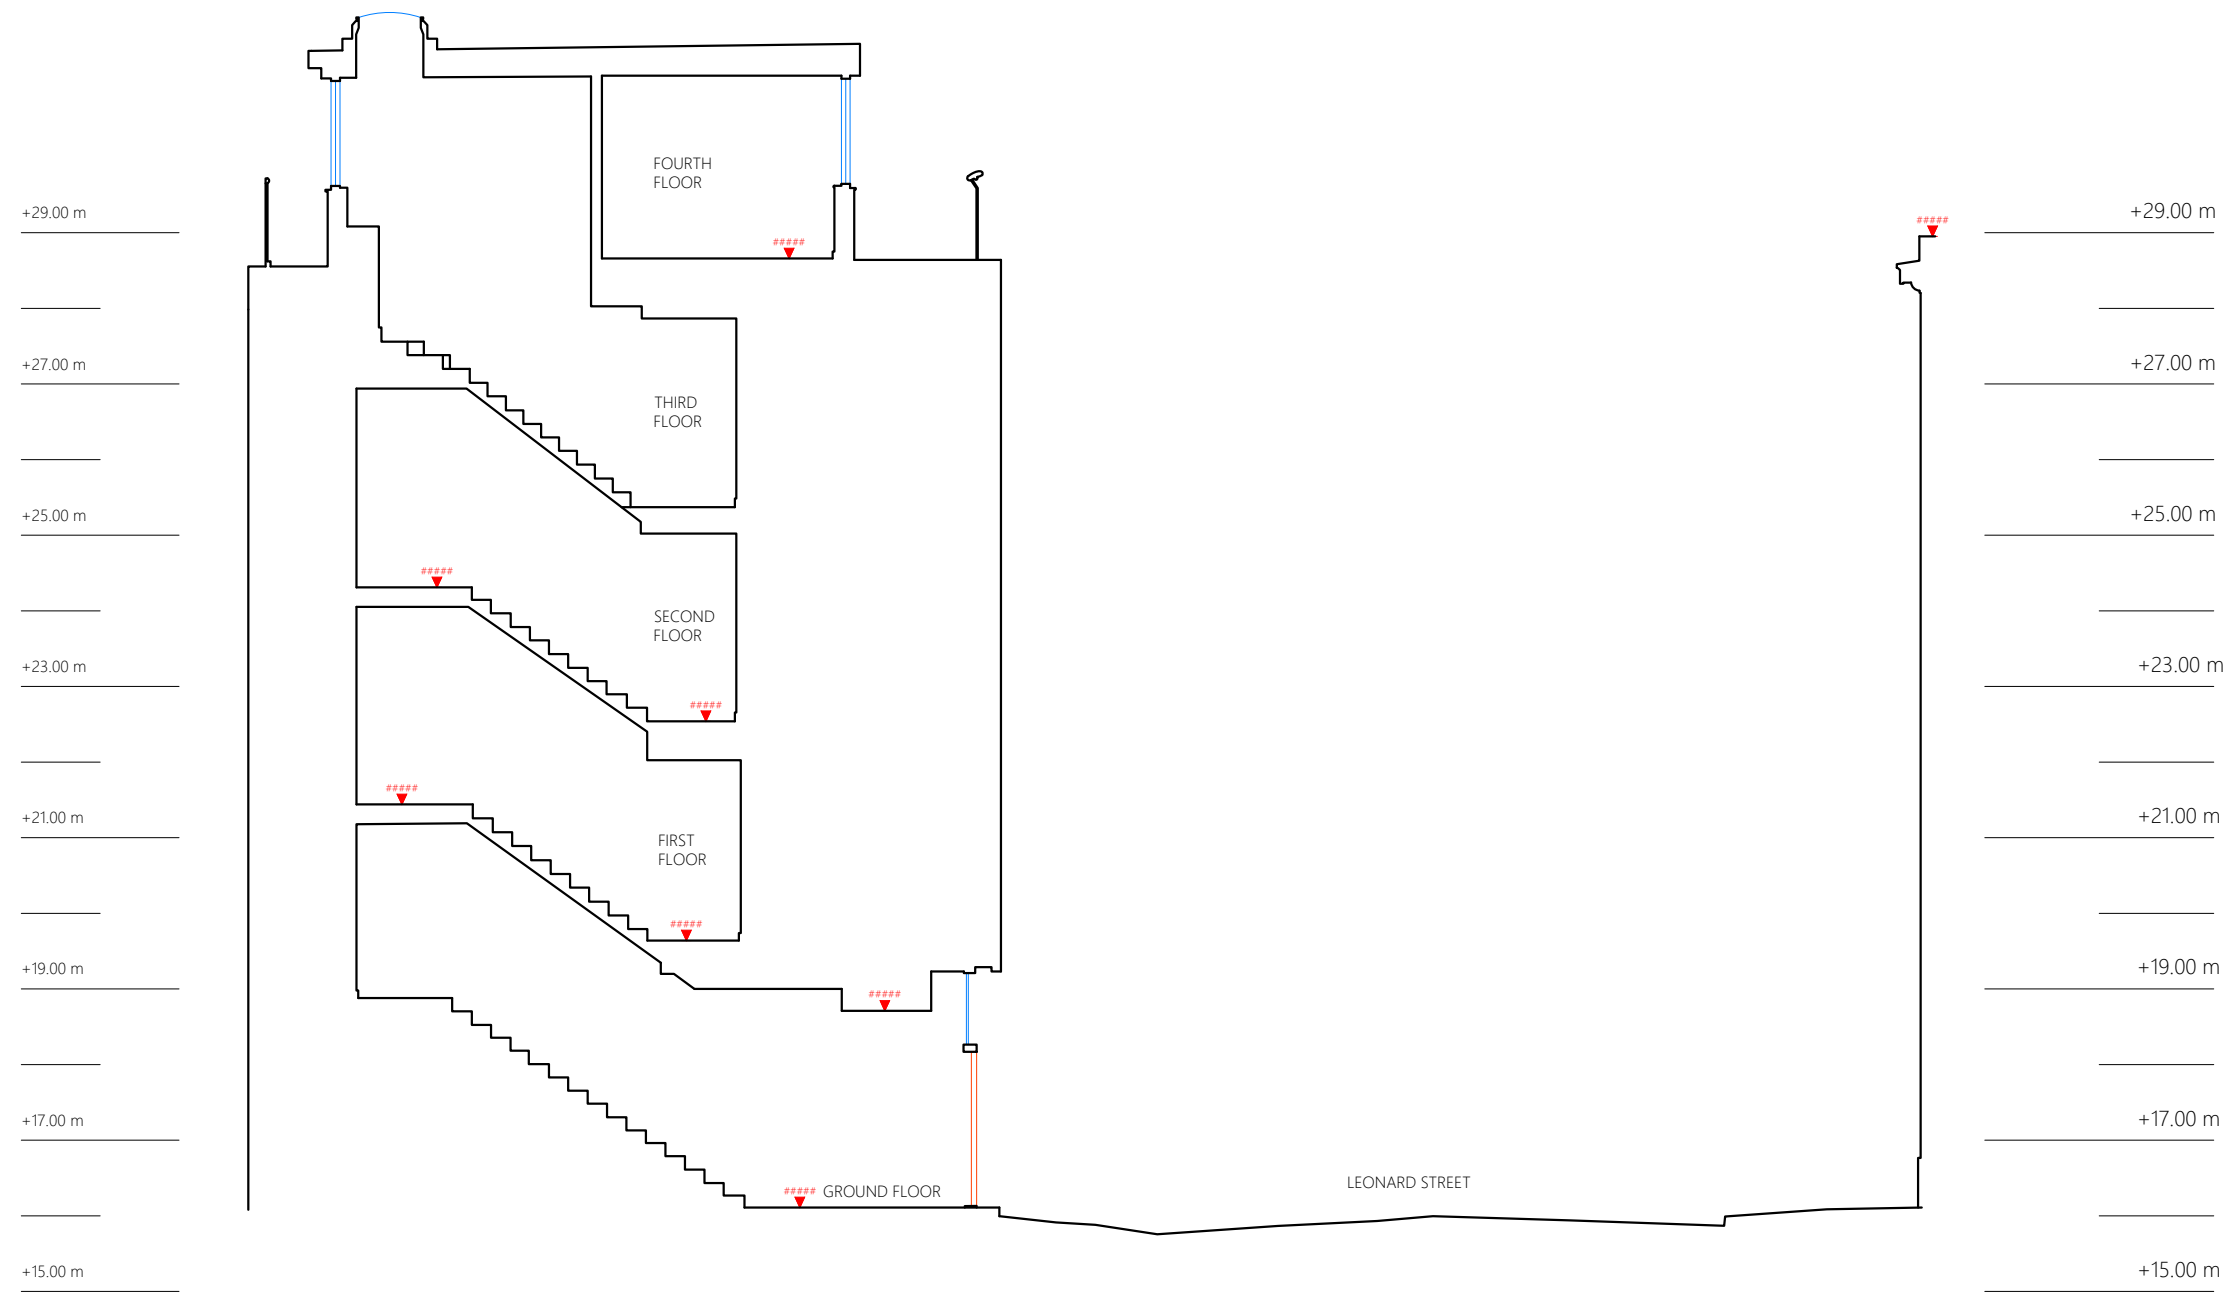 FOURTH
FLOOR
+29.00 m
+29.00 m
#####
#####
+27.00 m
+27.00 m
THIRD
FLOOR
+25.00 m
+25.00 m
#####
SECOND
FLOOR
+23.00 m
+23.00 m
#####
#####
+21.00 m
+21.00 m
FIRST
FLOOR
#####
+19.00 m
+19.00 m
#####
+17.00 m
+17.00 m
LEONARD STREET
##### GROUND FLOOR
+15.00 m
+15.00 m